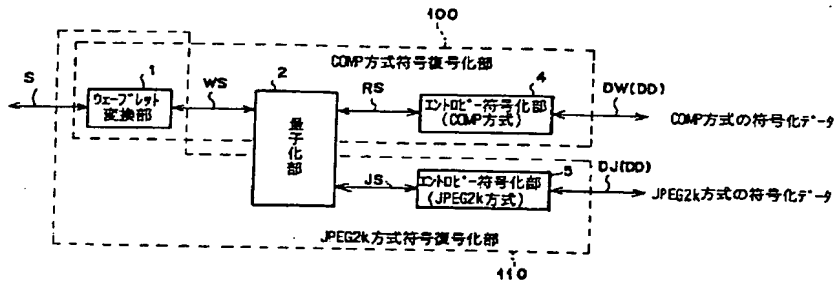 100
COMP方式符号復号化部
S
1
ウェーブレット
変換部
WS
2
量子化部
RS
4
エントロピー符号化部
(COMP方式)
DW(DD)
COMP方式の符号化データ
JS
5
エントロピー符号化部
(JPEG2k方式)
DJ(DD)
JPEG2k方式の符号化データ
JPEG2k方式符号復号化部
110